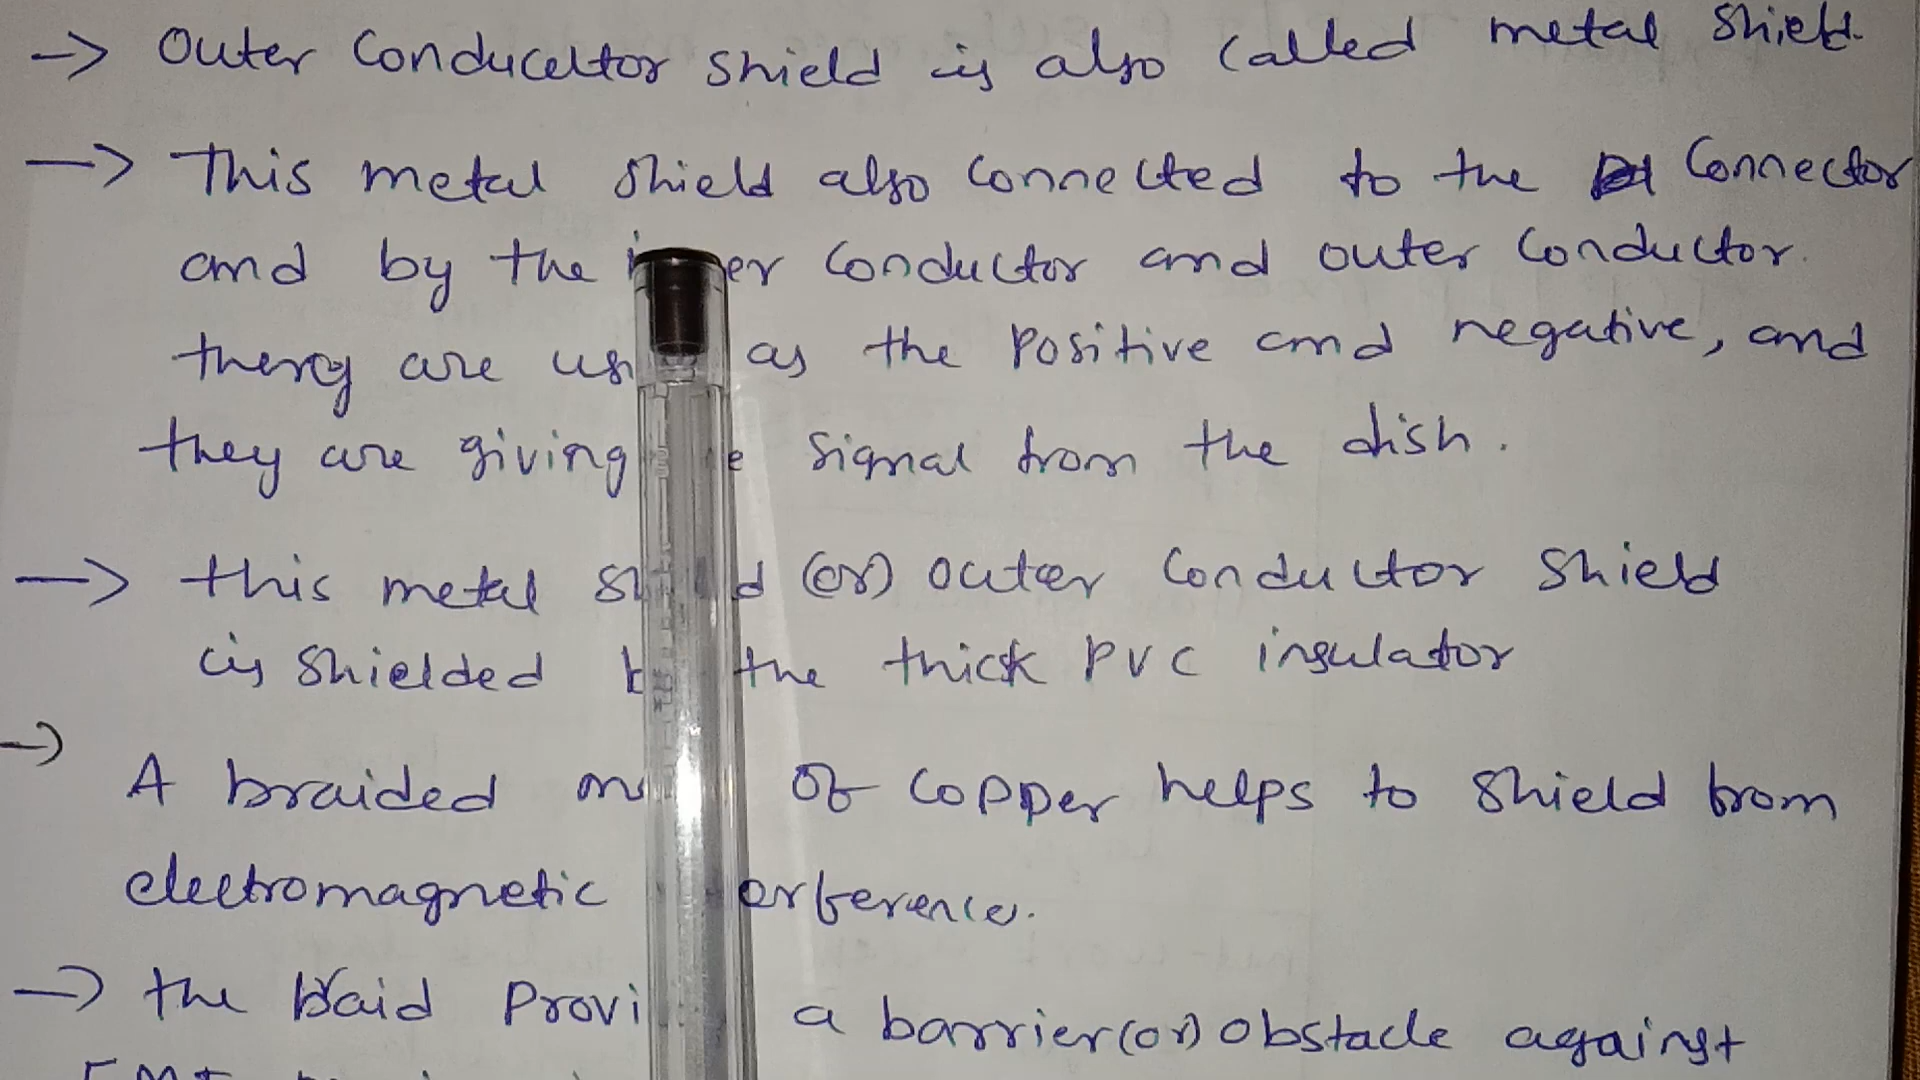 → Outer Conducetor shield is also called metal shield.
→ This metal shield also connected to the Connector
and by the er Conductor and outer Conductor.
therey are us as the Positive and negative, and
they are giving e signal from the dish.
→ this metal sh d (or) outer Conductor shield
is shielded b the thick PVC insulator
→
A braided m of copper helps to shield from
electromagnetic erference.
→ the braid Provi a barrier (or) obstacle against